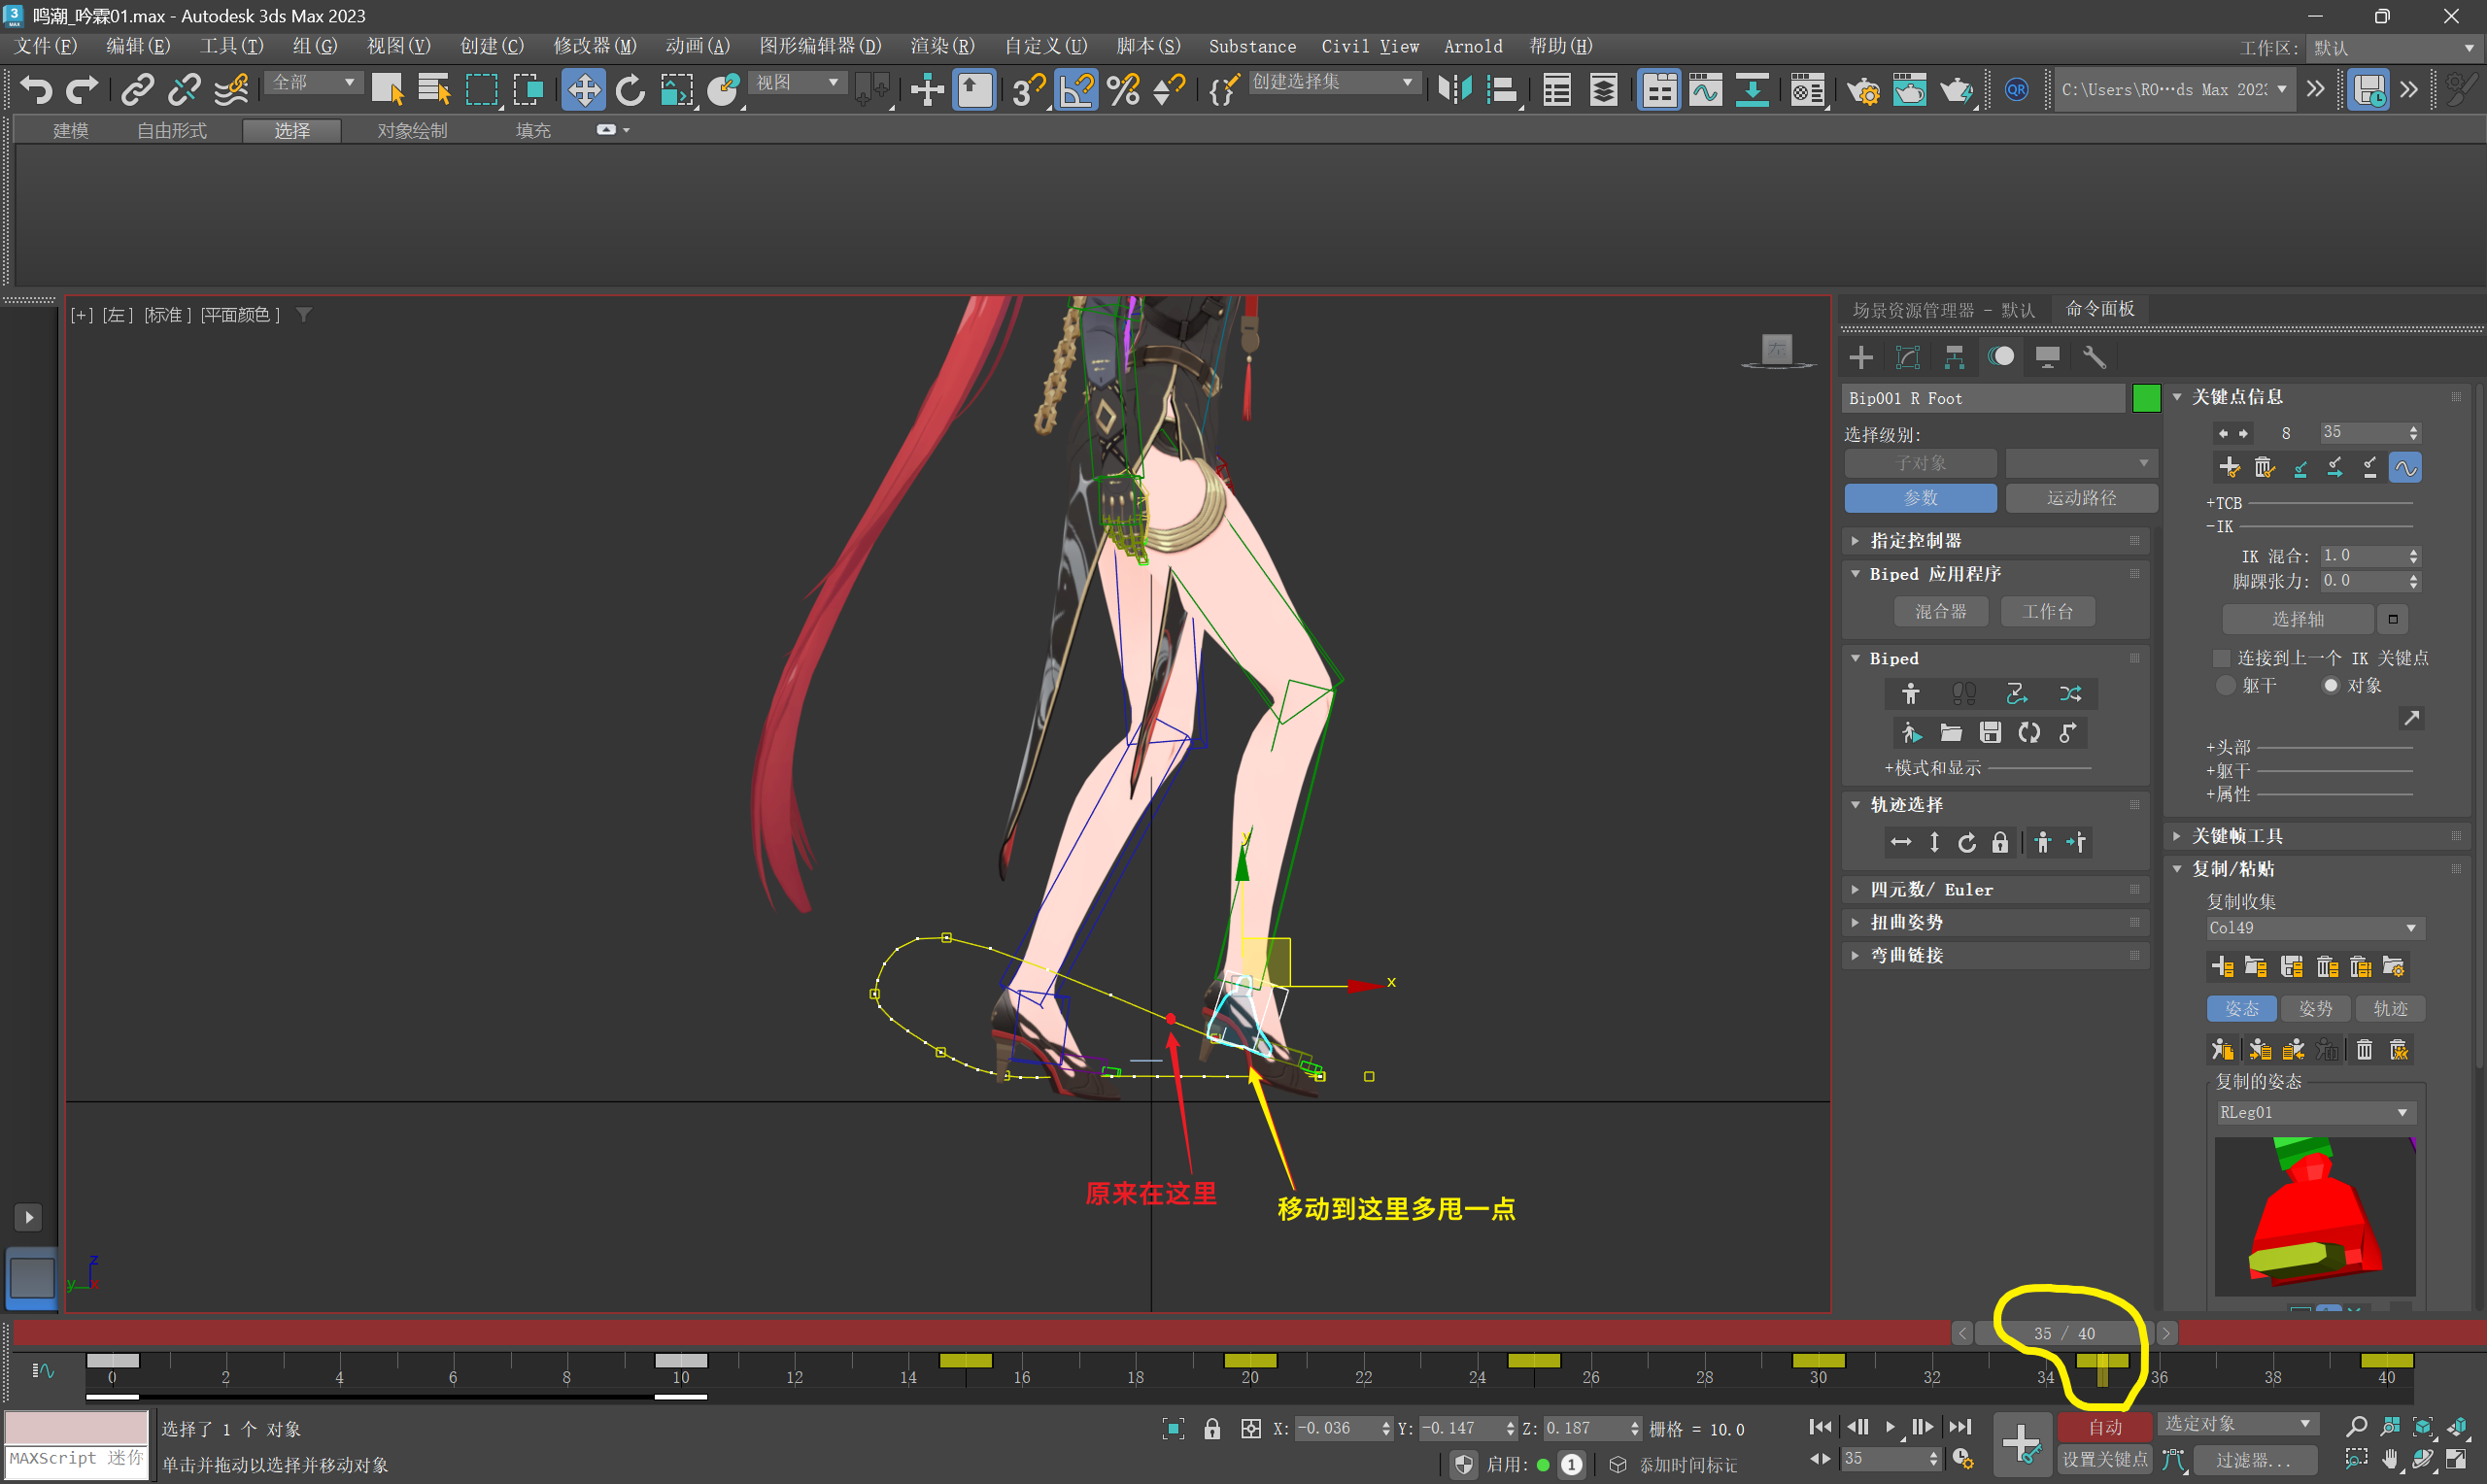 鸣潮_吟霖01.max - Autodesk 3ds Max 2023
文件(F) 编辑(E) 工具(T) 组(G) 视图(V) 创建(C) 修改器(M) 动画(A) 图形编辑器(D) 渲染(R) 自定义(U) 脚本(S) Substance Civil View Arnold 帮助(H)
工作区: 默认
全部 视图 创建选择集 QR C:\Users\RO···ds Max 202
建模 自由形式 选择 对象绘制 填充
[+] [左] [标准] [平面颜色]
场景资源管理器 - 默认 命令面板
Bip001 R Foot
选择级别:
子对象
参数 运动路径
指定控制器
Biped 应用程序
混合器 工作台
Biped
+模式和显示
轨迹选择
四元数/ Euler
扭曲姿势
弯曲链接
关键点信息
8 35
+TCB
-IK
IK 混合: 1.0
脚踝张力: 0.0
选择轴
连接到上一个 IK 关键点
躯干 对象
+头部
+躯干
+属性
关键帧工具
复制/粘贴
复制收集
Col49
姿态 姿势 轨迹
复制的姿态
RLeg01
y
x
原来在这里
移动到这里多甩一点
z
y
x
35 / 40
0 2 4 6 8 10 12 14 16 18 20 22 24 26 28 30 32 34 36 38 40
选择了 1 个 对象
X: -0.036 Y: -0.147 Z: 0.187 栅格 = 10.0
自动 选定对象
MAXScript 迷你
单击并拖动以选择并移动对象
启用: 1 添加时间标记
35
设置关键点 过滤器...